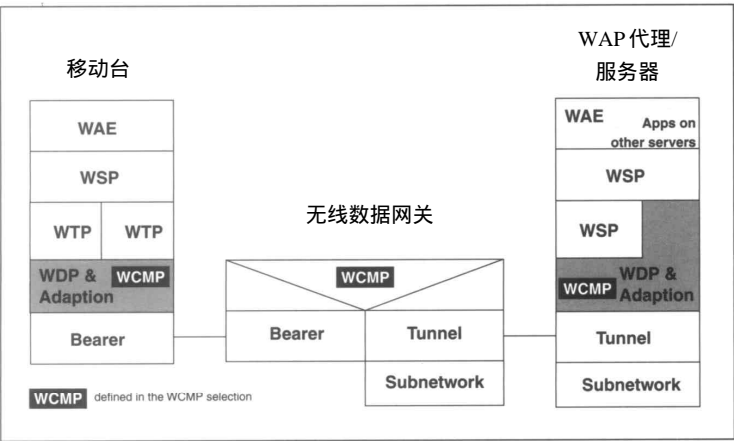 移动台
WAE
WSP
WTP WTP
WDP & WCMP
Adaption
Bearer
无线数据网关
WCMP
Bearer Tunnel
Subnetwork
WAP代理/
服务器
WAE Apps on
other servers
WSP
WSP
WDP &
WCMP Adaption
Tunnel
Subnetwork
WCMP defined in the WCMP selection